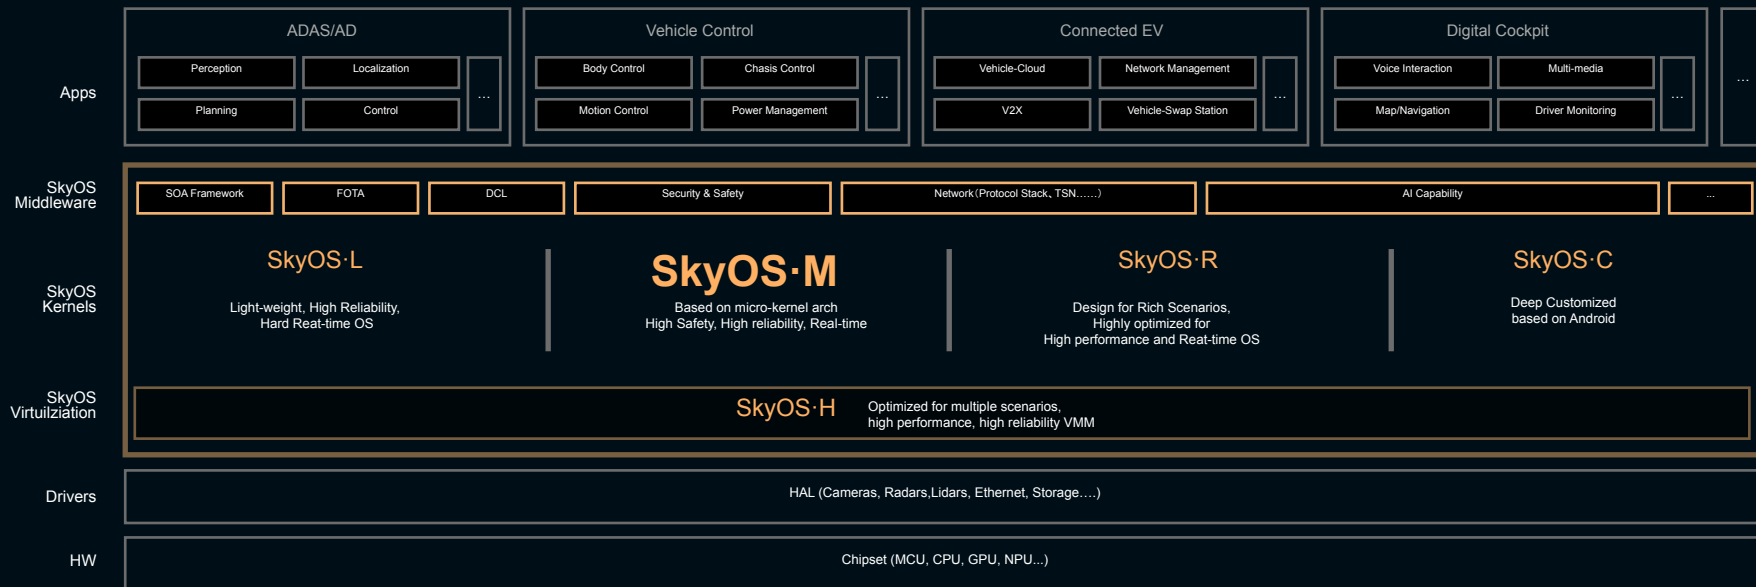 ADAS/AD
Vehicle Control
Connected EV
Digital Cockpit
Apps
Perception
Localization
Planning
Control
...
Body Control
Chasis Control
Motion Control
Power Management
...
Vehicle-Cloud
Network Management
V2X
Vehicle-Swap Station
...
Voice Interaction
Multi-media
Map/Navigation
Driver Monitoring
...
...
SkyOS
Middleware
SOA Framework
FOTA
DCL
Security & Safety
Network(Protocol Stack、TSN……)
AI Capability
...
SkyOS
Kernels
SkyOS·L
Light-weight, High Reliability,
Hard Reat-time OS
SkyOS·M
Based on micro-kernel arch
High Safety, High reliability, Real-time
SkyOS·R
Design for Rich Scenarios,
Highly optimized for
High performance and Reat-time OS
SkyOS·C
Deep Customized
based on Android
SkyOS
Virtuilziation
SkyOS·H
Optimized for multiple scenarios,
high performance, high reliability VMM
Drivers
HAL (Cameras, Radars,Lidars, Ethernet, Storage….)
HW
Chipset (MCU, CPU, GPU, NPU...)